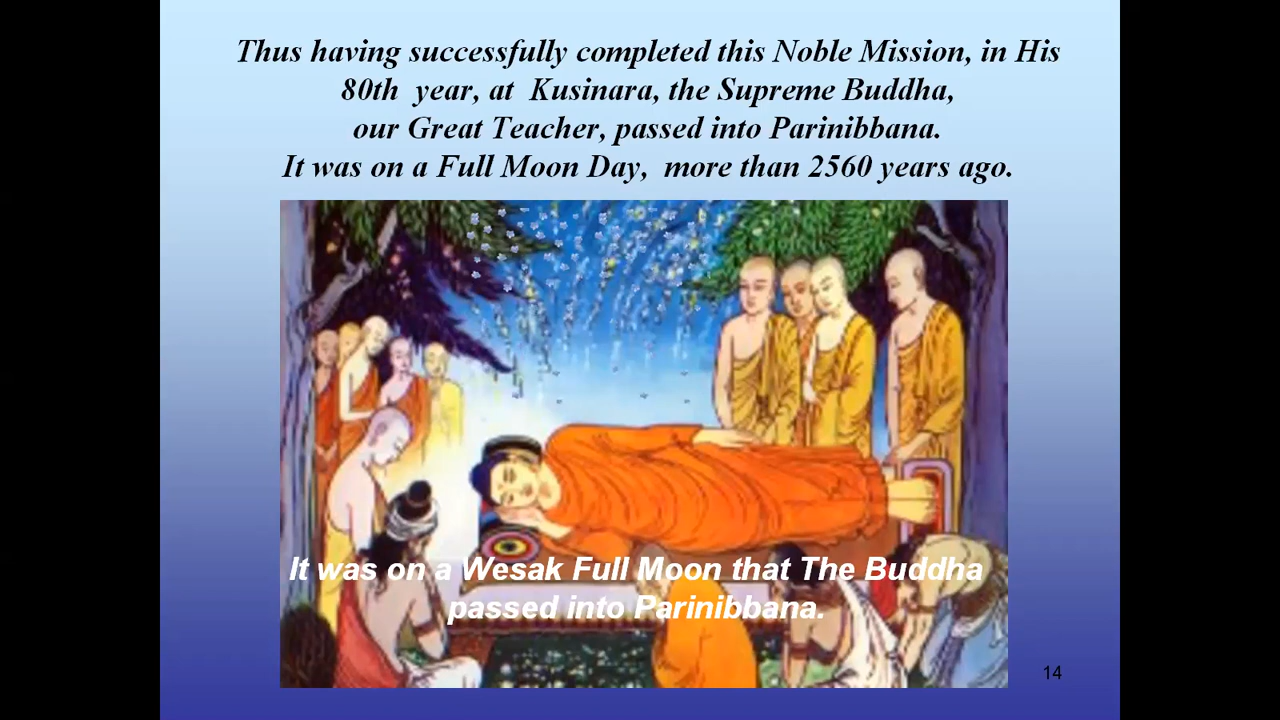 Thus having successfully completed this Noble Mission, in His
80th year, at Kusinara, the Supreme Buddha,
our Great Teacher, passed into Parinibbana.
It was on a Full Moon Day, more than 2560 years ago.
It was on a Wesak Full Moon that The Buddha
passed into Parinibbana.
14